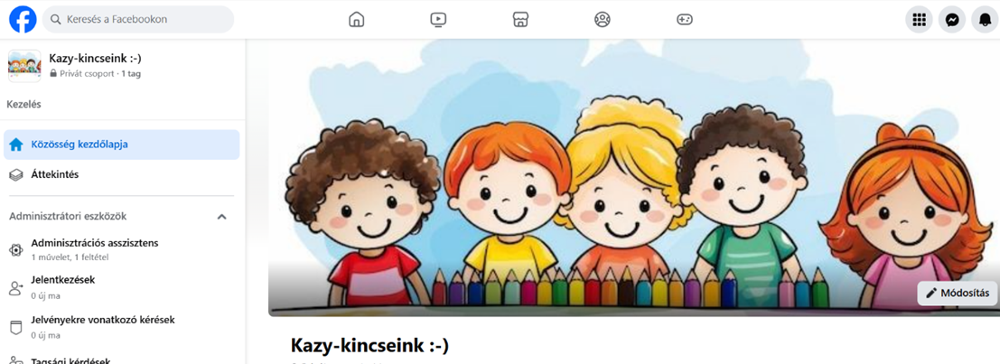 Keresés a Facebookon
Kazy-kincseink :-)
Privát csoport · 1 tag
Kezelés
Közösség kezdőlapja
Áttekintés
Adminisztrátori eszközök
Adminisztrációs asszisztens
1 művelet, 1 feltétel
Jelentkezések
0 új ma
Jelvényekre vonatkozó kérések
0 új ma
Tagsági kérdések
Módosítás
Kazy-kincseink :-)